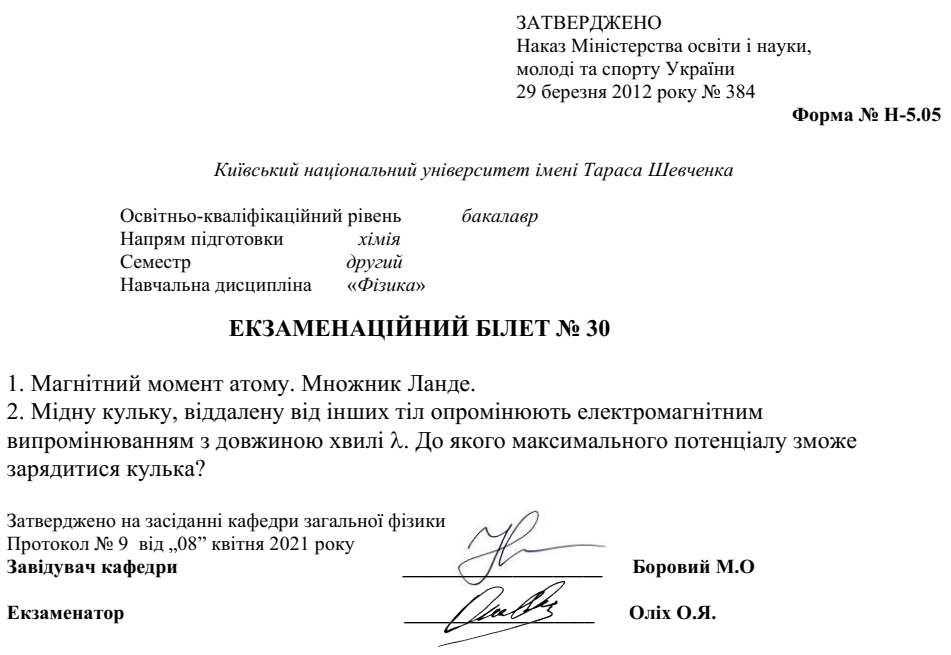 ЗАТВЕРДЖЕНО
Наказ Міністерства освіти і науки,
молоді та спорту України
29 березня 2012 року № 384
Форма № Н-5.05
Київський національний університет імені Тараса Шевченка
Освітньо-кваліфікаційний рівень бакалавр
Напрям підготовки хімія
Семестр другий
Навчальна дисципліна «Фізика»
ЕКЗАМЕНАЦІЙНИЙ БІЛЕТ № 30
1. Магнітний момент атому. Множник Ланде.
2. Мідну кульку, віддалену від інших тіл опромінюють електромагнітним
випромінюванням з довжиною хвилі λ. До якого максимального потенціалу зможе
зарядитися кулька?
Затверджено на засіданні кафедри загальної фізики
Протокол № 9 від „08” квітня 2021 року
Завідувач кафедри ____________________ Боровий М.О
Екзаменатор ____________________ Оліх О.Я.